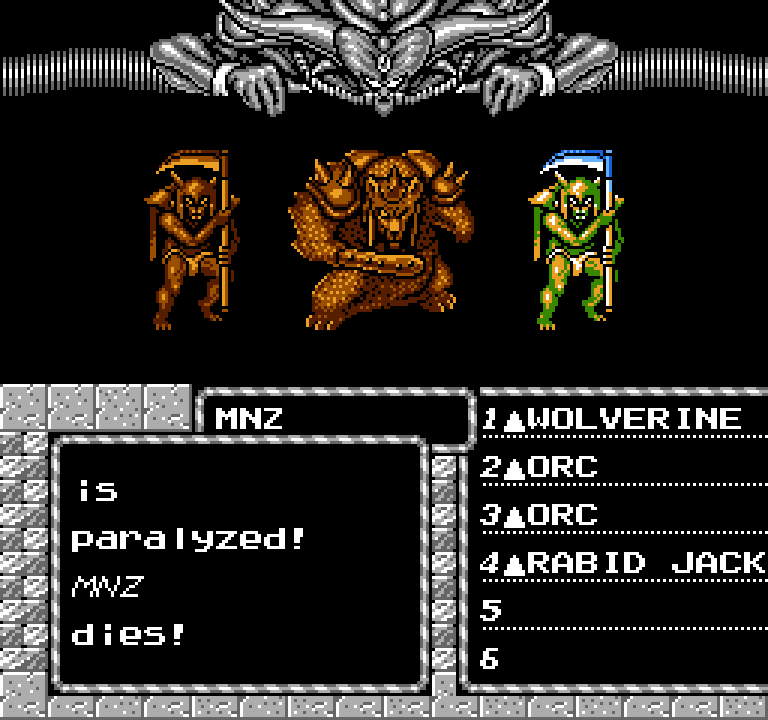 MNZ
is
paralyzed!
MNZ
dies!
1▲WOLVERINE
2▲ORC
3▲ORC
4▲RABID JACK
5
6